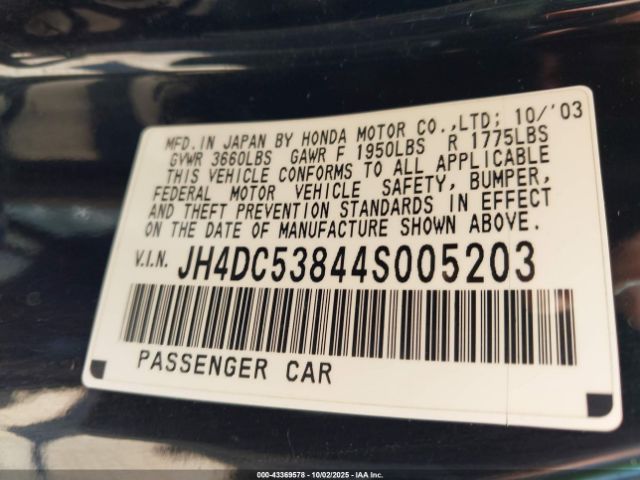 MFD.IN JAPAN BY HONDA MOTOR CO.,LTD; 10/'03
GVWR 3660LBS GAWR F 1950LBS R 1775LBS
THIS VEHICLE CONFORMS TO ALL APPLICABLE
FEDERAL MOTOR VEHICLE SAFETY, BUMPER,
AND THEFT PREVENTION STANDARDS IN EFFECT
ON THE DATE OF MANUFACTURE SHOWN ABOVE.
V.I.N. JH4DC53844S005203
PASSENGER CAR
000-43369578 | 10/02/2025 | IAA Inc.